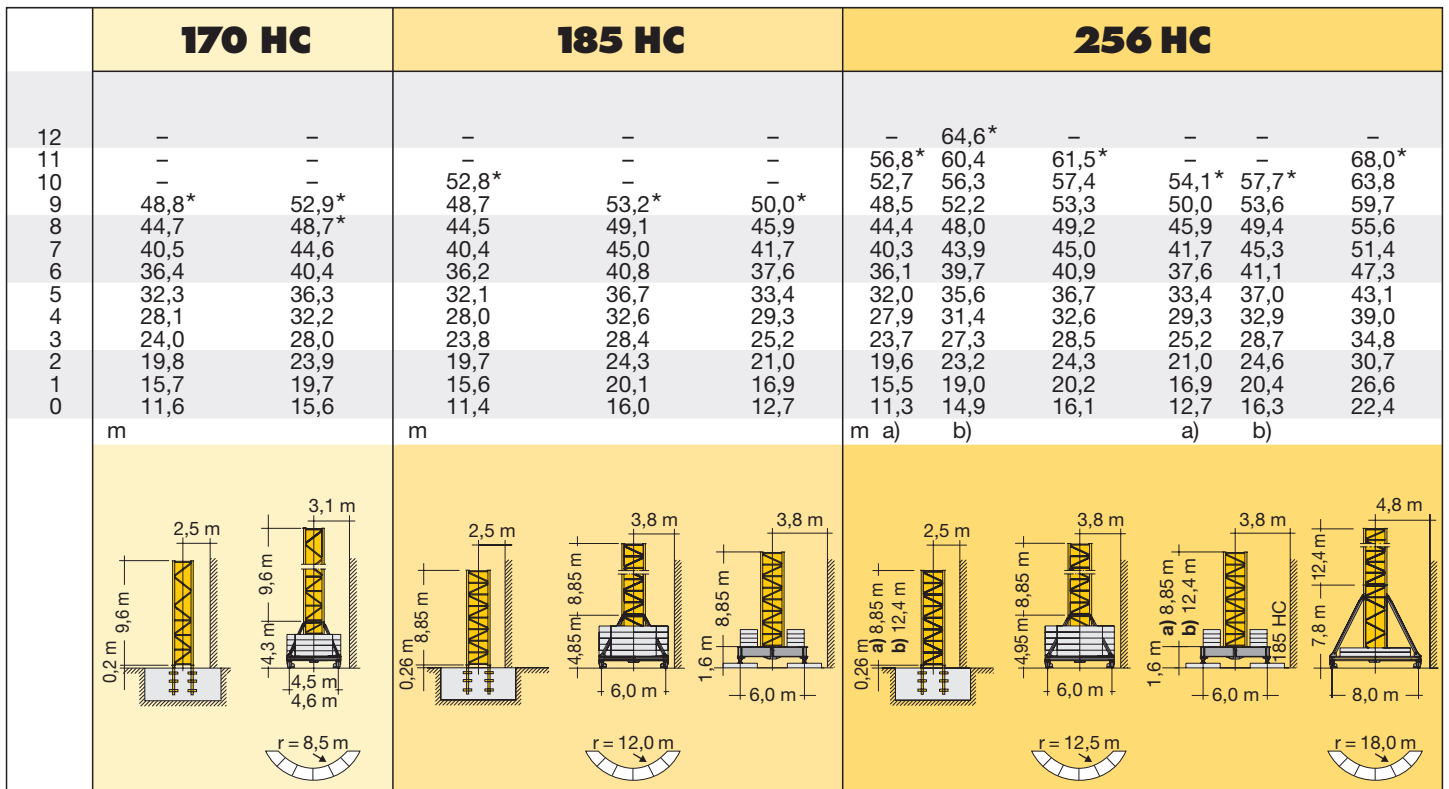 170 HC 185 HC 256 HC
12 – – – – – – 64,6* – – – –
11 – – – – – 56,8* 60,4 61,5* – – 68,0*
10 – – 52,8* – – 52,7 56,3 57,4 54,1* 57,7* 63,8
9 48,8* 52,9* 48,7 53,2* 50,0* 48,5 52,2 53,3 50,0 53,6 59,7
8 44,7 48,7* 44,5 49,1 45,9 44,4 48,0 49,2 45,9 49,4 55,6
7 40,5 44,6 40,4 45,0 41,7 40,3 43,9 45,0 41,7 45,3 51,4
6 36,4 40,4 36,2 40,8 37,6 36,1 39,7 40,9 37,6 41,1 47,3
5 32,3 36,3 32,1 36,7 33,4 32,0 35,6 36,7 33,4 37,0 43,1
4 28,1 32,2 28,0 32,6 29,3 27,9 31,4 32,6 29,3 32,9 39,0
3 24,0 28,0 23,8 28,4 25,2 23,7 27,3 28,5 25,2 28,7 34,8
2 19,8 23,9 19,7 24,3 21,0 19,6 23,2 24,3 21,0 24,6 30,7
1 15,7 19,7 15,6 20,1 16,9 15,5 19,0 20,2 16,9 20,4 26,6
0 11,6 15,6 11,4 16,0 12,7 11,3 14,9 16,1 12,7 16,3 22,4
m m m a) b) a) b)
2,5 m
9,6 m
0,2 m
3,1 m
9,6 m
4,3 m
4,5 m
4,6 m
r = 8,5 m
2,5 m
8,85 m
0,26 m
3,8 m
8,85 m
4,85 m
6,0 m
r = 12,0 m
3,8 m
8,85 m
1,6 m
6,0 m
2,5 m
a) 8,85 m
b) 12,4 m
0,26 m
3,8 m
8,85 m
4,95 m
6,0 m
r = 12,5 m
3,8 m
a) 8,85 m
b) 12,4 m
1,6 m
185 HC
6,0 m
4,8 m
12,4 m
7,8 m
8,0 m
r = 18,0 m